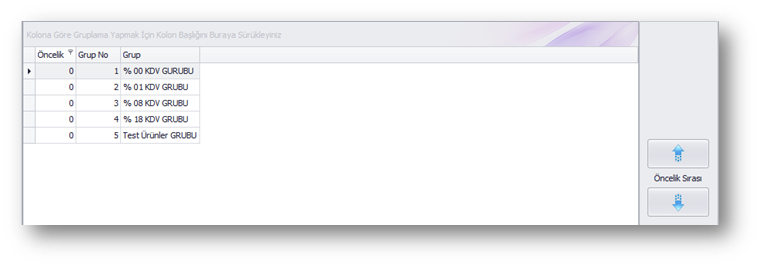 Kolona Göre Gruplama Yapmak İçin Kolon Başlığını Buraya Sürükleyiniz
Öncelik Grup No Grup
0 1 % 00 KDV GURUBU
0 2 % 01 KDV GRUBU
0 3 % 08 KDV GRUBU
0 4 % 18 KDV GRUBU
0 5 Test Ürünler GRUBU
Öncelik Sırası